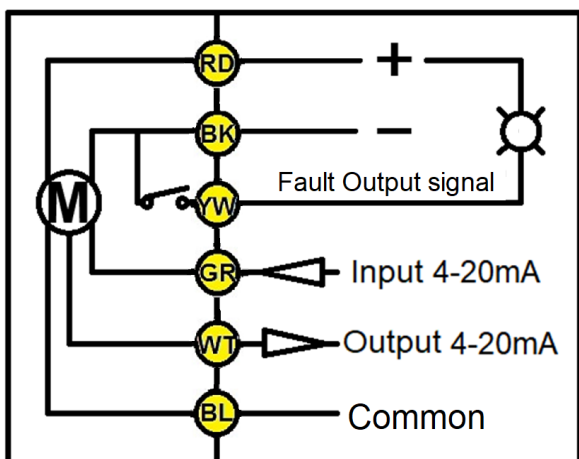 RD +
BK −
YW Fault Output signal
M
GR Input 4-20mA
WT Output 4-20mA
BL Common